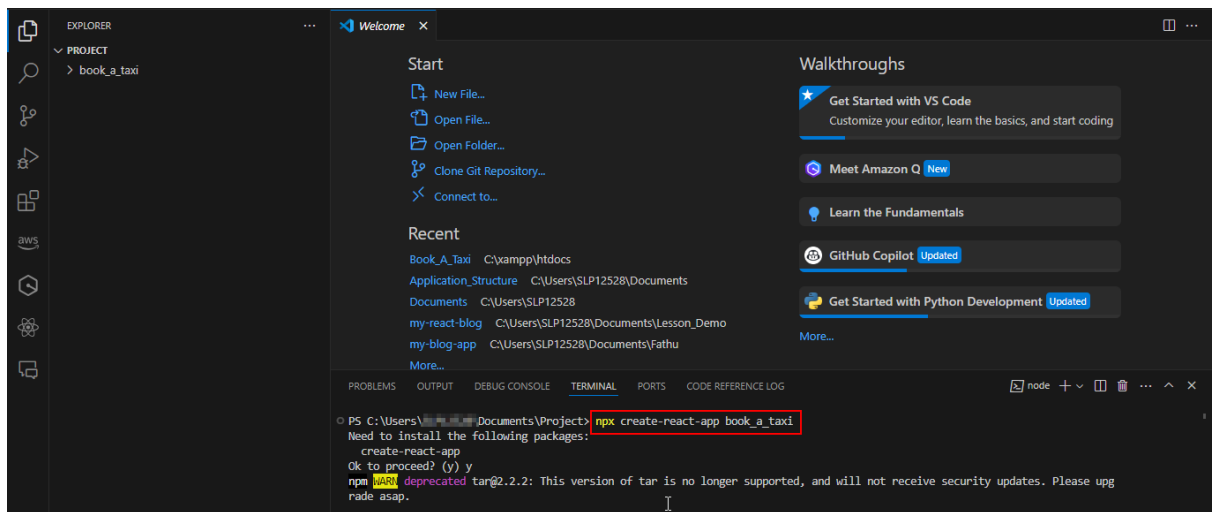 EXPLORER ...
PROJECT
book_a_taxi
aws
Welcome
Start
New File...
Open File...
Open Folder...
Clone Git Repository...
Connect to...
Recent
Book_A_Taxi C:\xampp\htdocs
Application_Structure C:\Users\SLP12528\Documents
Documents C:\Users\SLP12528
my-react-blog C:\Users\SLP12528\Documents\Lesson_Demo
my-blog-app C:\Users\SLP12528\Documents\Fathu
More...
Walkthroughs
Get Started with VS Code
Customize your editor, learn the basics, and start coding
Meet Amazon Q New
Learn the Fundamentals
GitHub Copilot Updated
Get Started with Python Development Updated
More...
PROBLEMS OUTPUT DEBUG CONSOLE TERMINAL PORTS CODE REFERENCE LOG node
PS C:\Users\ Documents\Project> npx create-react-app book_a_taxi
Need to install the following packages:
create-react-app
Ok to proceed? (y) y
npm WARN deprecated tar@2.2.2: This version of tar is no longer supported, and will not receive security updates. Please upg
rade asap.